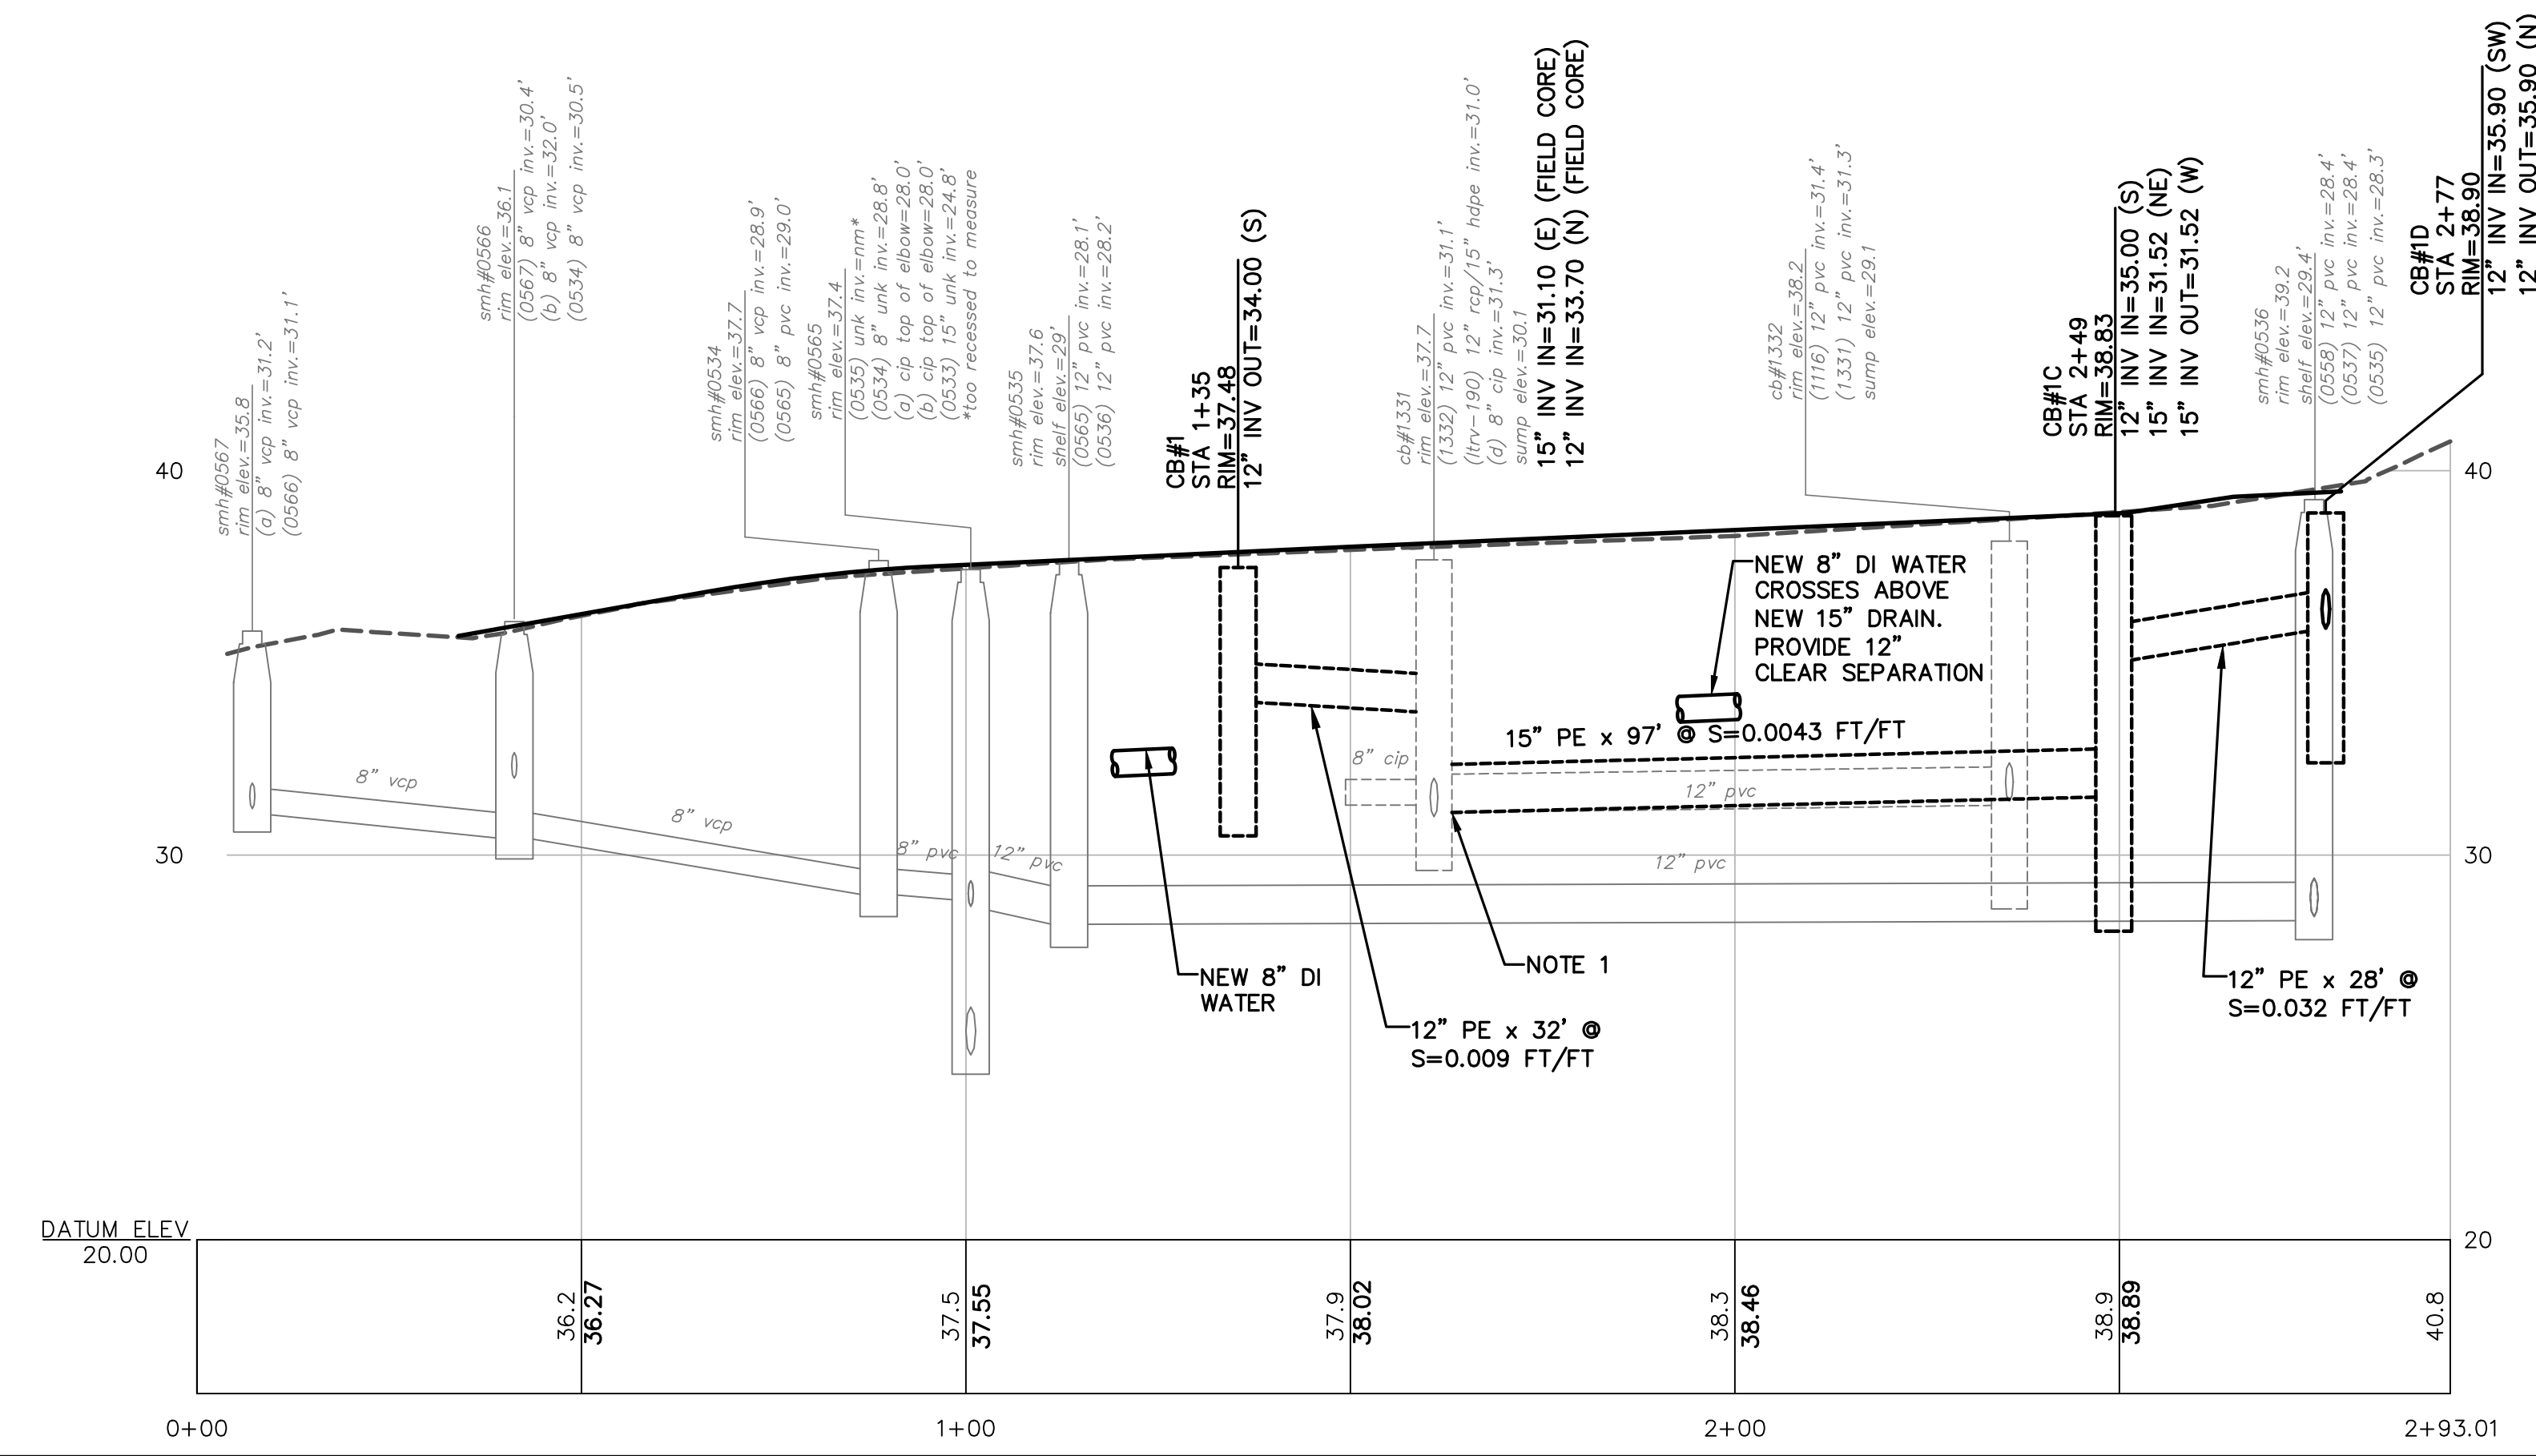 smh#0567
rim elev.=35.8
(a) 8" vcp inv.=31.2'
(0566) 8" vcp inv.=31.1'
smh#0566
rim elev.=36.1
(0567) 8" vcp inv.=30.4'
(b) 8" vcp inv.=32.0'
(0534) 8" vcp inv.=30.5'
smh#0534
rim elev.=37.7
(0566) 8" vcp inv.=28.9'
(0565) 8" pvc inv.=29.0'
smh#0565
rim elev.=37.4
(0535) unk inv.=nm*
(0534) 8" unk inv.=28.8'
(a) cip top of elbow=28.0'
(b) cip top of elbow=28.0'
(0533) 15" unk inv.=24.8'
*too recessed to measure
smh#0535
rim elev.=37.6
shelf elev.=29'
(0565) 12" pvc inv.=28.1'
(0536) 12" pvc inv.=28.2'
CB#1
STA 1+35
RIM=37.48
12" INV OUT=34.00 (S)
cb#1331
rim elev.=37.7
(1332) 12" pvc inv.=31.1'
(ltrv-190) 12" rcp/15" hdpe inv.=31.0'
(d) 8" cip inv.=31.3'
sump elev.=30.1
15" INV IN=31.10 (E) (FIELD CORE)
12" INV IN=33.70 (N) (FIELD CORE)
cb#1332
rim elev.=38.2
(1116) 12" pvc inv.=31.4'
(1331) 12" pvc inv.=31.3'
sump elev.=29.1
CB#1C
STA 2+49
RIM=38.83
12" INV IN=35.00 (S)
15" INV IN=31.52 (NE)
15" INV OUT=31.52 (W)
smh#0536
rim elev.=39.2
shelf elev.=29.4'
(0558) 12" pvc inv.=28.4'
(0537) 12" pvc inv.=28.4'
(0535) 12" pvc inv.=28.3'
CB#1D
STA 2+77
RIM=38.90
12" INV IN=35.90 (SW)
12" INV OUT=35.90 (N)
40
40
NEW 8" DI WATER
CROSSES ABOVE
NEW 15" DRAIN.
PROVIDE 12"
CLEAR SEPARATION
15" PE x 97' @ S=0.0043 FT/FT
8" cip
12" pvc
8" vcp
8" vcp
8" pvc
12" pvc
12" pvc
30
30
NOTE 1
NEW 8" DI
WATER
12" PE x 32' @
S=0.009 FT/FT
12" PE x 28' @
S=0.032 FT/FT
DATUM ELEV
20.00
20
36.2
36.27
37.5
37.55
37.9
38.02
38.3
38.46
38.9
38.89
40.8
0+00
1+00
2+00
2+93.01